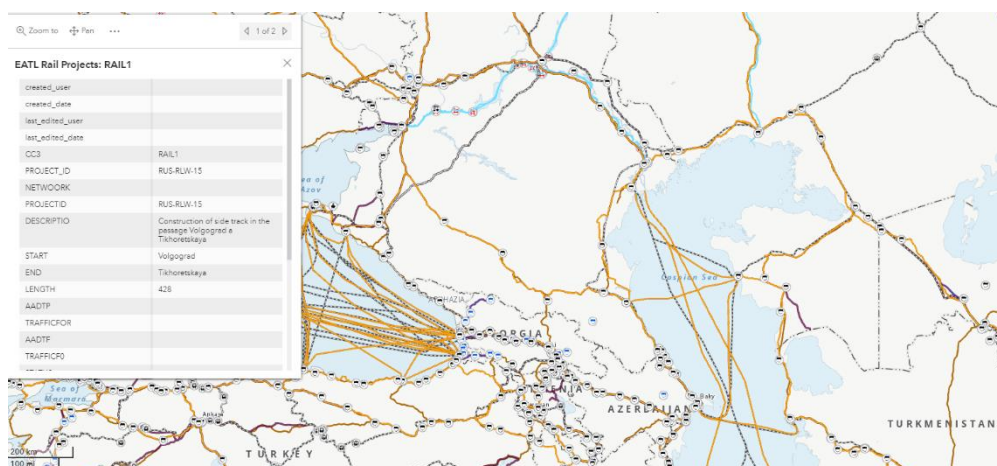 Zoom to Pan ... 1 of 2
EATL Rail Projects: RAIL1
created_user
created_date
last_edited_user
last_edited_date
CC3 RAIL1
PROJECT_ID RUS-RLW-15
NETWOORK
PROJECTID RUS-RLW-15
DESCRIPTIO Construction of side track in the
passage Volgograd a
Tikhoretskaya
START Volgograd
END Tikhoretskaya
LENGTH 428
AADTP
TRAFFICFOR
AADTF
TRAFFICF0
Sea of
Azov
Caspian Sea
GEORGIA
Sea of
Marmara
Ankara
AZERBAIJAN
Baky
TURKMENISTAN
TURKEY
200 km
100 mi